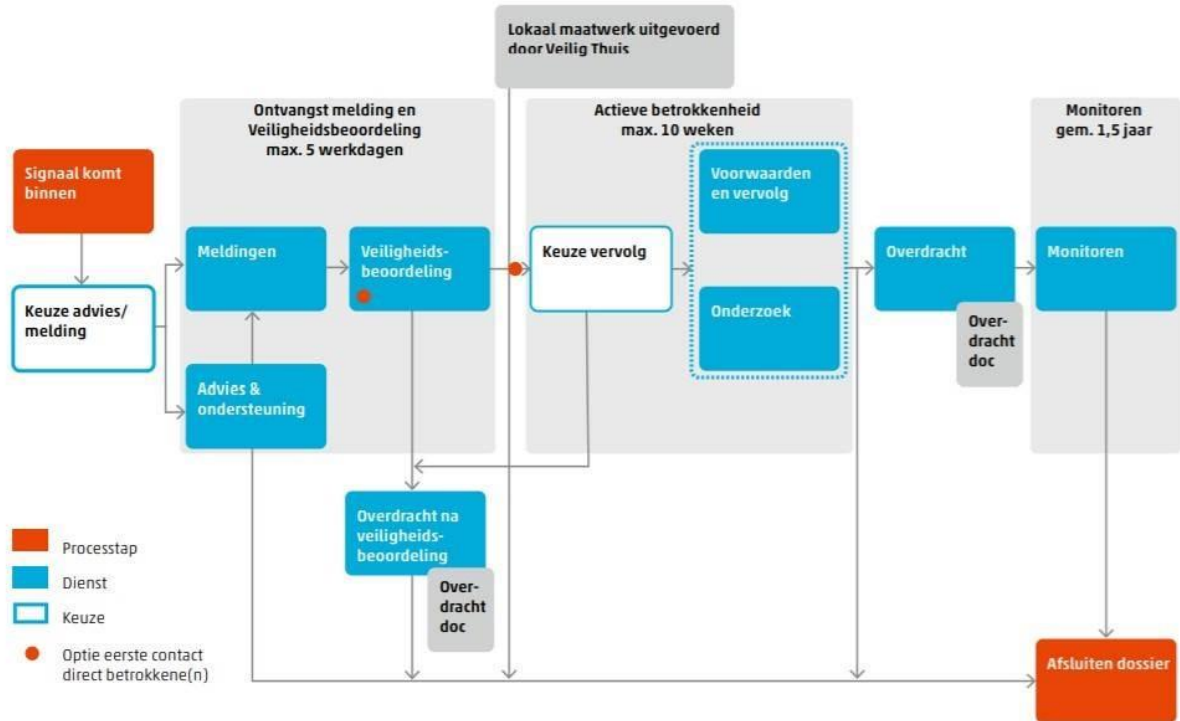 Lokaal maatwerk uitgevoerd
door Veilig Thuis
Ontvangst melding en
Veiligheidsbeoordeling
max. 5 werkdagen
Actieve betrokkenheid
max. 10 weken
Monitoren
gem. 1,5 jaar
Signaal komt
binnen
Keuze advies/
melding
Meldingen
Advies &
ondersteuning
Veiligheids-
beoordeling
Keuze vervolg
Voorwaarden
en vervolg
Onderzoek
Overdracht
Over-
dracht
doc
Monitoren
Overdracht na
veiligheids-
beoordeling
Over-
dracht
doc
Afsluiten dossier
Processtap
Dienst
Keuze
Optie eerste contact
direct betrokkene(n)